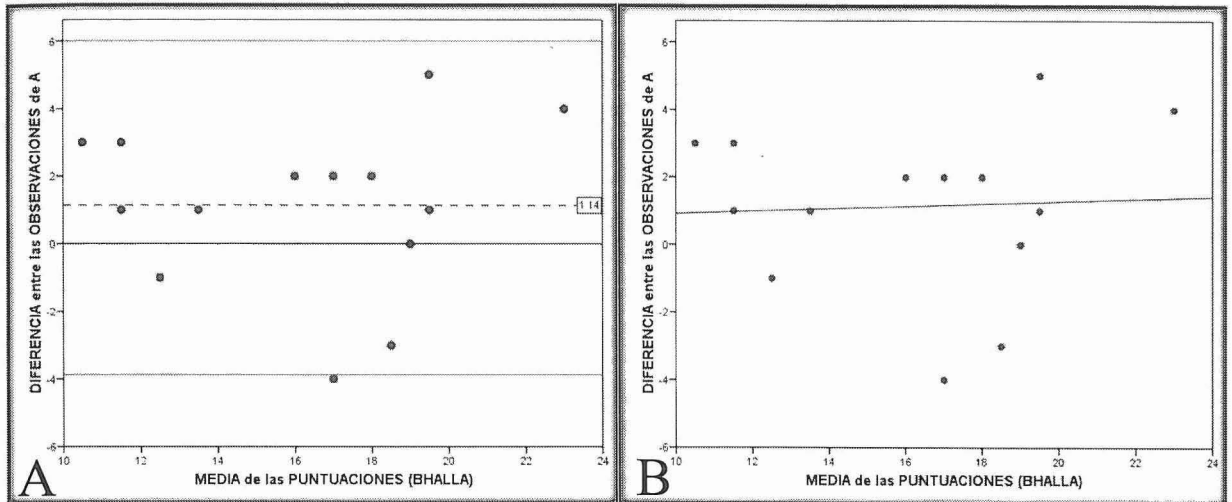 DIFERENCIA entre las OBSERVACIONES de A
6
4
2
0
-2
-4
-6
1.14
10 12 14 16 18 20 22 24
MEDIA de las PUNTUACIONES (BHALLA)
A
DIFERENCIA entre las OBSERVACIONES de A
6
4
2
0
-2
-4
-6
10 12 14 16 18 20 22 24
MEDIA de las PUNTUACIONES (BHALLA)
B